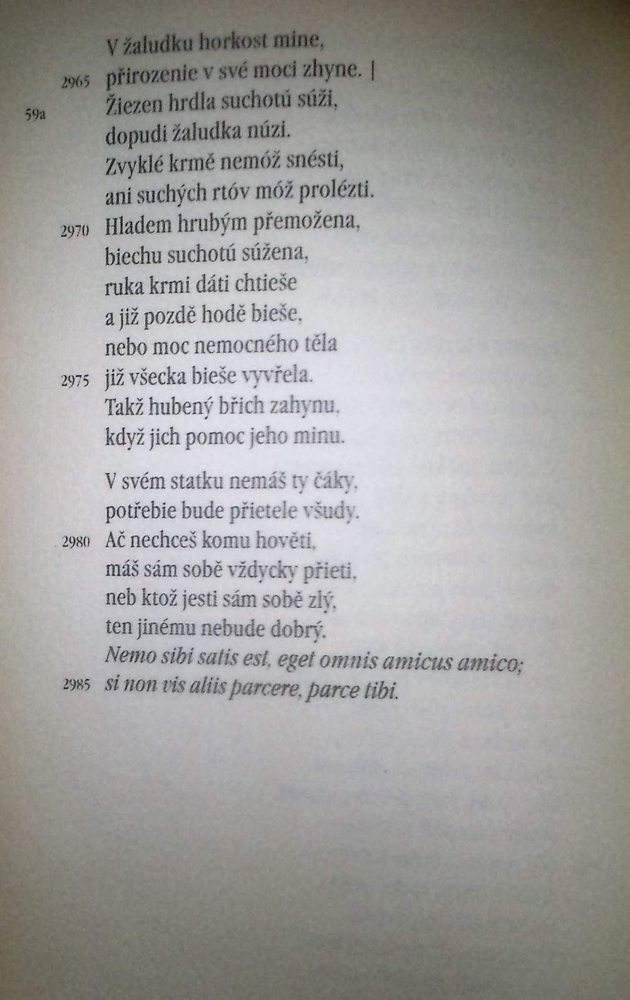 V žaludku horkost mine,
2965 přirozenie v své moci zhyne. |
59a Žiezen hrdla suchotú súži,
dopudi žaludka núzi.
Zvyklé krmě nemóž snésti,
ani suchých rtóv móž prolézti.
2970 Hladem hrubým přemožena,
biechu suchotú súžena,
ruka krmi dáti chtieše
a již pozdě hodě bieše,
nebo moc nemocného těla
2975 již všecka bieše vyvřela.
Takž hubený břich zahynu,
když jich pomoc jeho minu.
V svém statku nemáš ty čáky,
potřebie bude přietele všudy.
2980 Ač nechceš komu hověti,
máš sám sobě vždycky přieti,
neb ktož jesti sám sobě zlý,
ten jinému nebude dobrý.
Nemo sibi satis est, eget omnis amicus amico;
2985 si non vis aliis parcere, parce tibi.